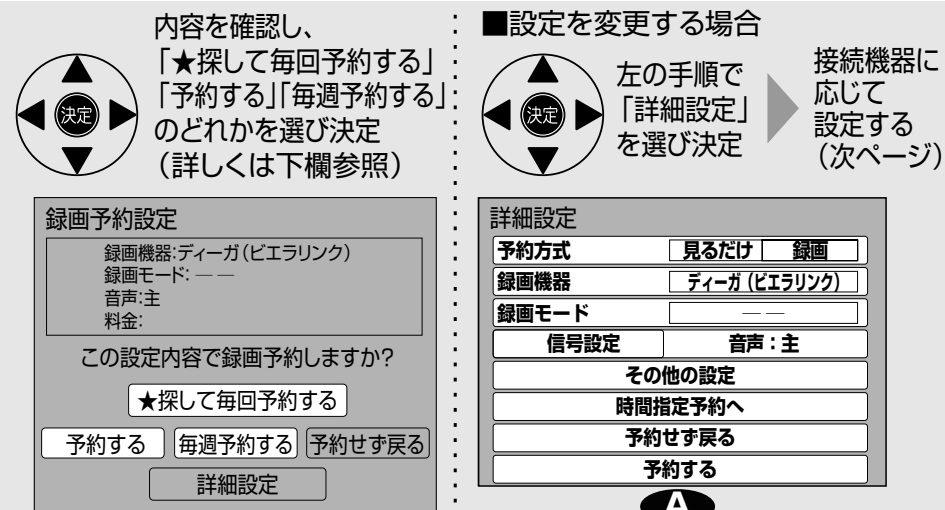 内容を確認し、
「★探して毎回予約する」
「予約する」「毎週予約する」
のどれかを選び決定
（詳しくは下欄参照）
決定
録画予約設定
録画機器:ディーガ（ビエラリンク）
録画モード: ― ―
音声:主
料金:
この設定内容で録画予約しますか?
★探して毎回予約する
予約する 毎週予約する 予約せず戻る
詳細設定
■設定を変更する場合
決定
左の手順で
「詳細設定」
を選び決定
接続機器に
応じて
設定する
（次ページ）
詳細設定
予約方式 見るだけ 録画
録画機器 ディーガ（ビエラリンク）
録画モード ― ―
信号設定 音声：主
その他の設定
時間指定予約へ
予約せず戻る
予約する
A